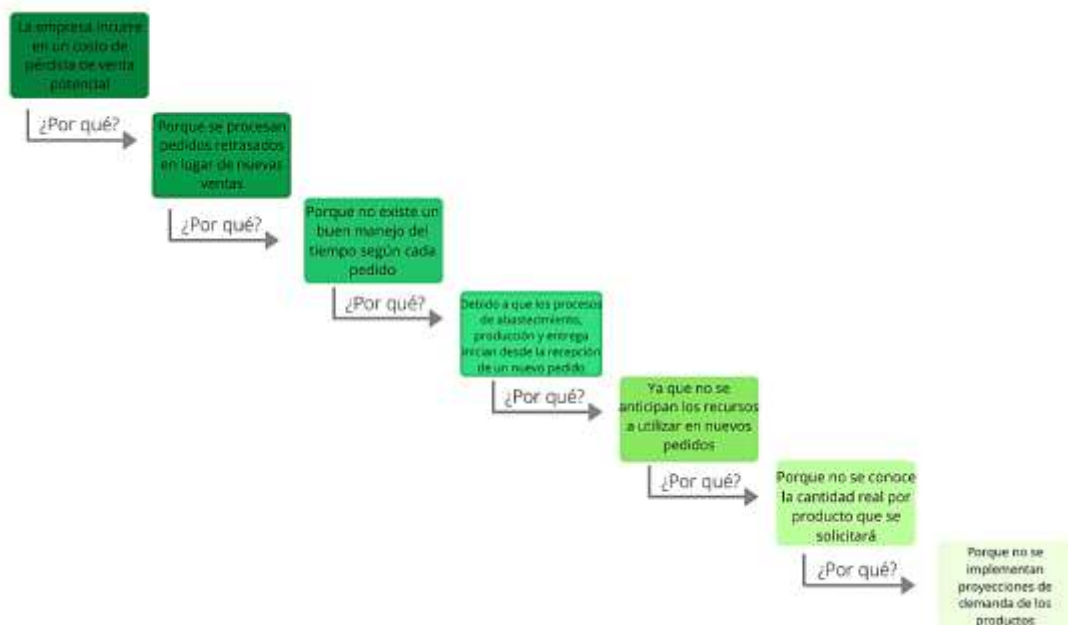 La empresa incurre
en un costo de
pérdida de venta
potencial
¿Por qué?
Porque se procesan
pedidos retrasados
en lugar de nuevas
ventas
¿Por qué?
Porque no existe un
buen manejo del
tiempo según cada
pedido
¿Por qué?
Debido a que los procesos
de abastecimiento,
producción y entrega
inician desde la recepción
de un nuevo pedido
¿Por qué?
Ya que no se
anticipan los recursos
a utilizar en nuevos
pedidos
¿Por qué?
Porque no se conoce
la cantidad real por
producto que se
solicitará
¿Por qué?
Porque no se
implementan
proyecciones de
demanda de los
productos